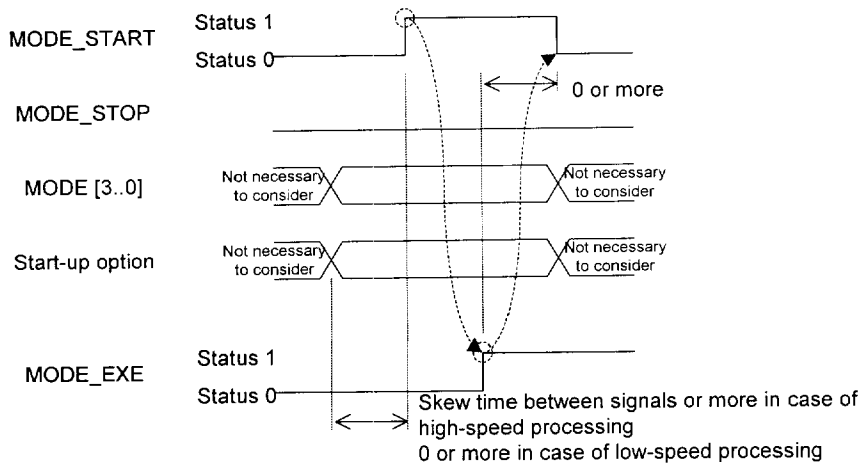 Status 1
MODE_START
Status 0
0 or more
MODE_STOP
MODE [3..0]
Not necessary
to consider
Not necessary
to consider
Start-up option
Not necessary
to consider
Not necessary
to consider
Status 1
MODE_EXE
Status 0
Skew time between signals or more in case of
high-speed processing
0 or more in case of low-speed processing